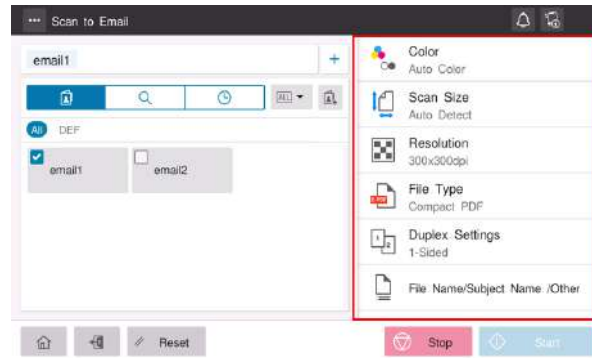 Scan to Email
email1
+
ALL
All
DEF
email1
email2
Color
Auto Color
Scan Size
Auto Detect
Resolution
300x300dpi
File Type
Compact PDF
Duplex Settings
1-Sided
File Name/Subject Name /Other
Reset
Stop
Start